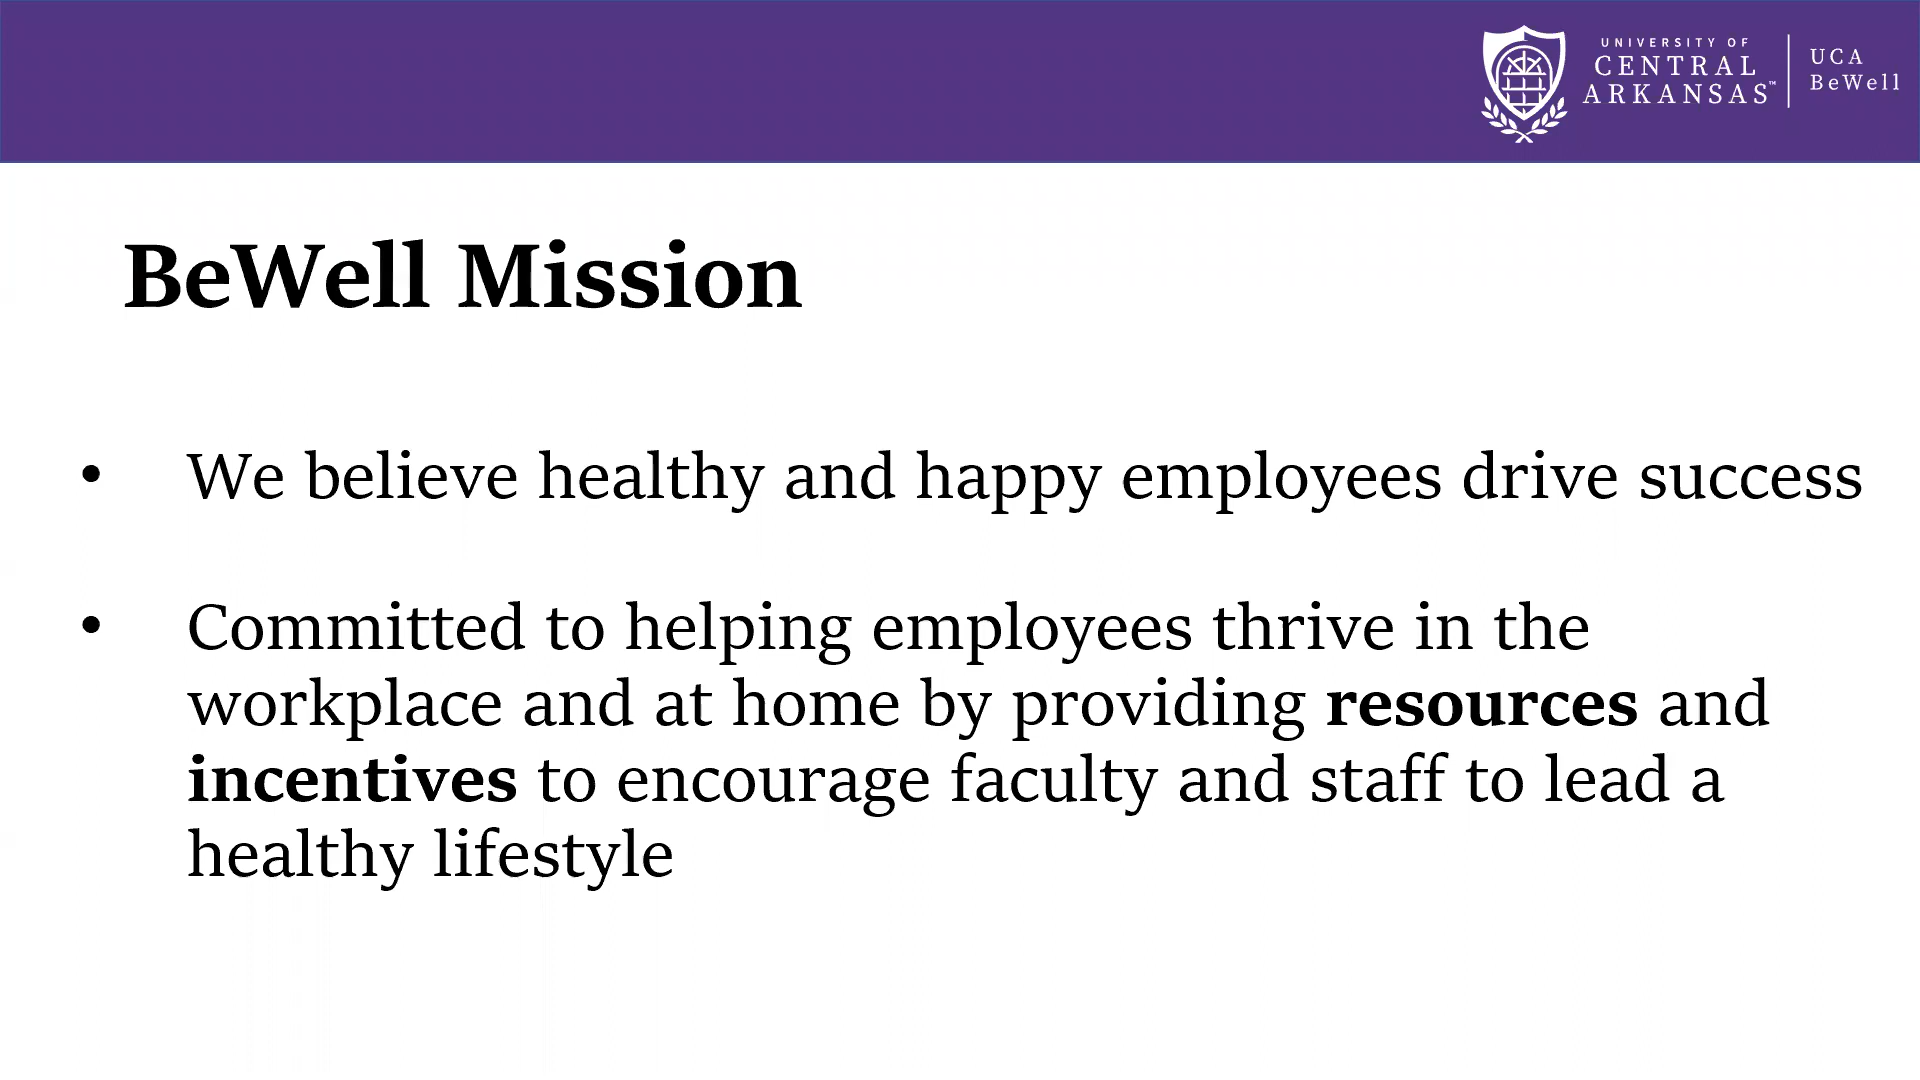 UNIVERSITY OF
CENTRAL
ARKANSAS™
UCA
BeWell
BeWell Mission
• We believe healthy and happy employees drive success
• Committed to helping employees thrive in the
workplace and at home by providing resources and
incentives to encourage faculty and staff to lead a
healthy lifestyle